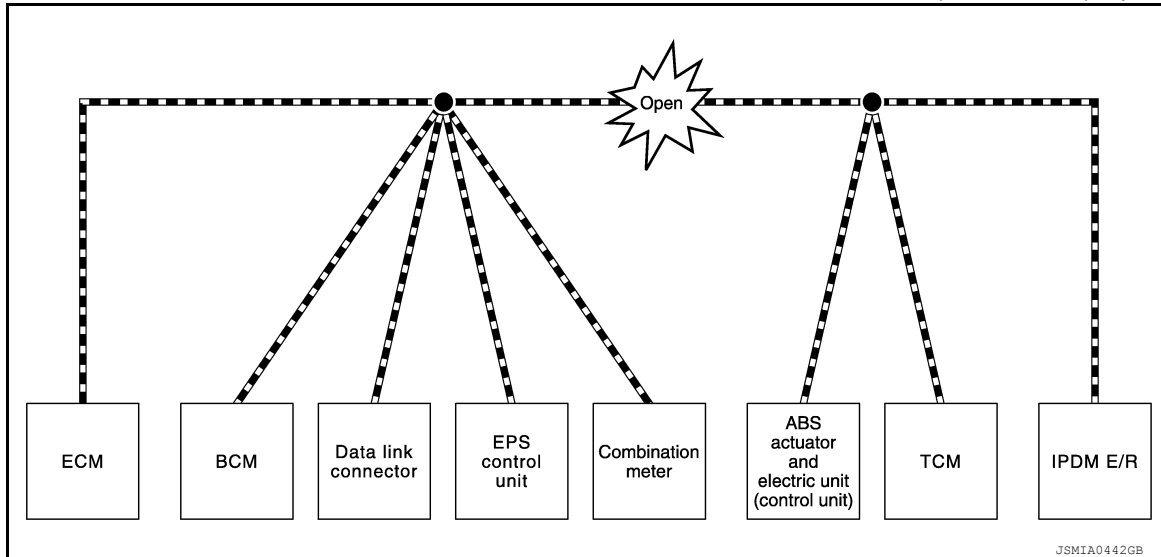 Open
ECM
BCM
Data link
connector
EPS
control
unit
Combination
meter
ABS
actuator
and
electric unit
(control unit)
TCM
IPDM E/R
JSMIA0442GB